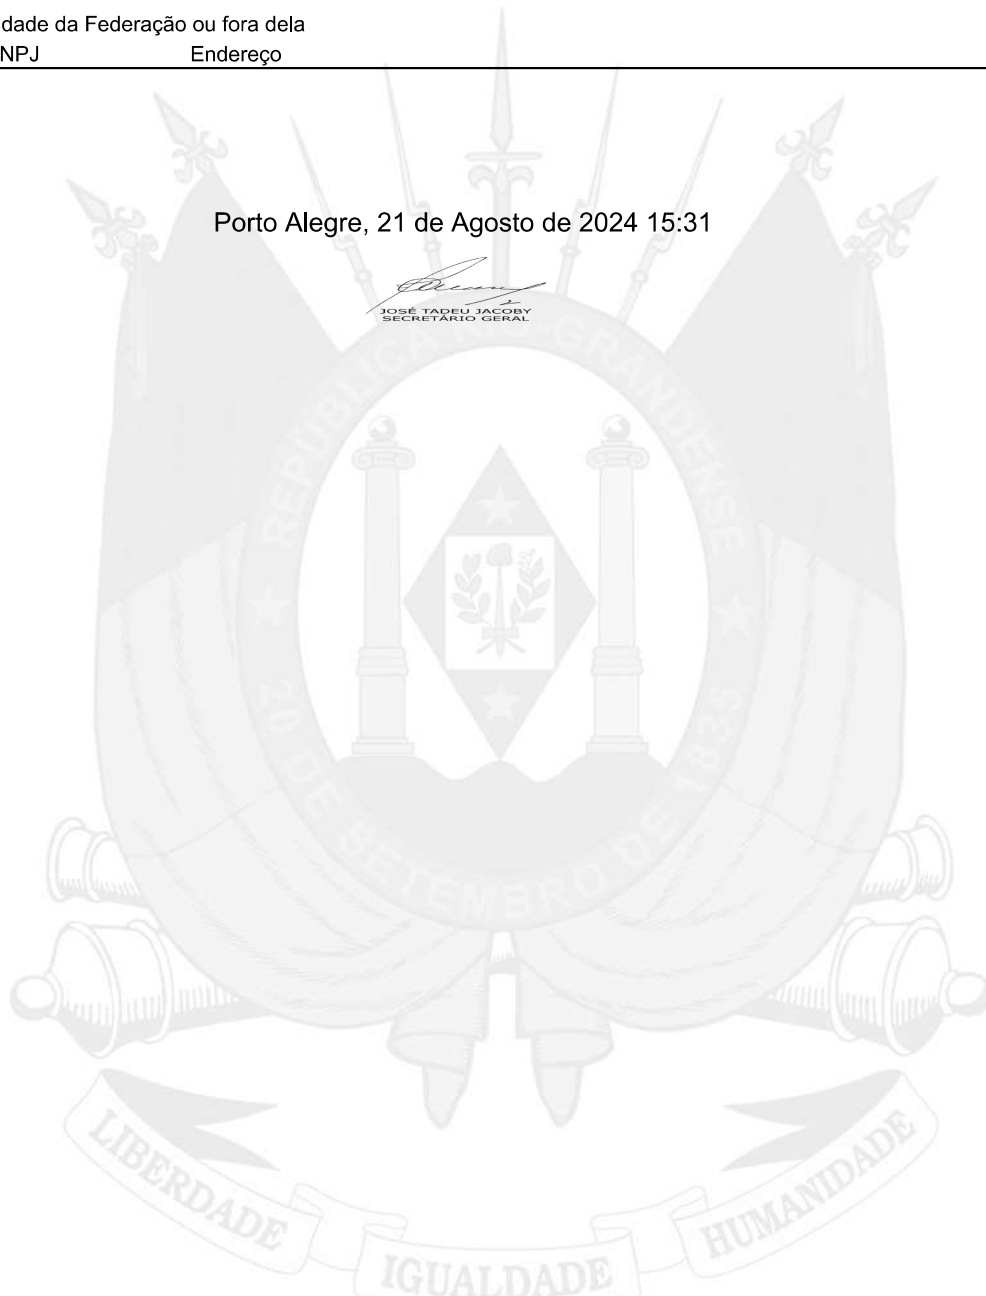 dade da Federação ou fora dela
NPJ Endereço
Porto Alegre, 21 de Agosto de 2024 15:31
JOSÉ TADEU JACOBY
SECRETÁRIO GERAL
REPÚBLICA RIO-GRANDENSE
20 DE SETEMBRO DE 1835
LIBERDADE
IGUALDADE
HUMANIDADE